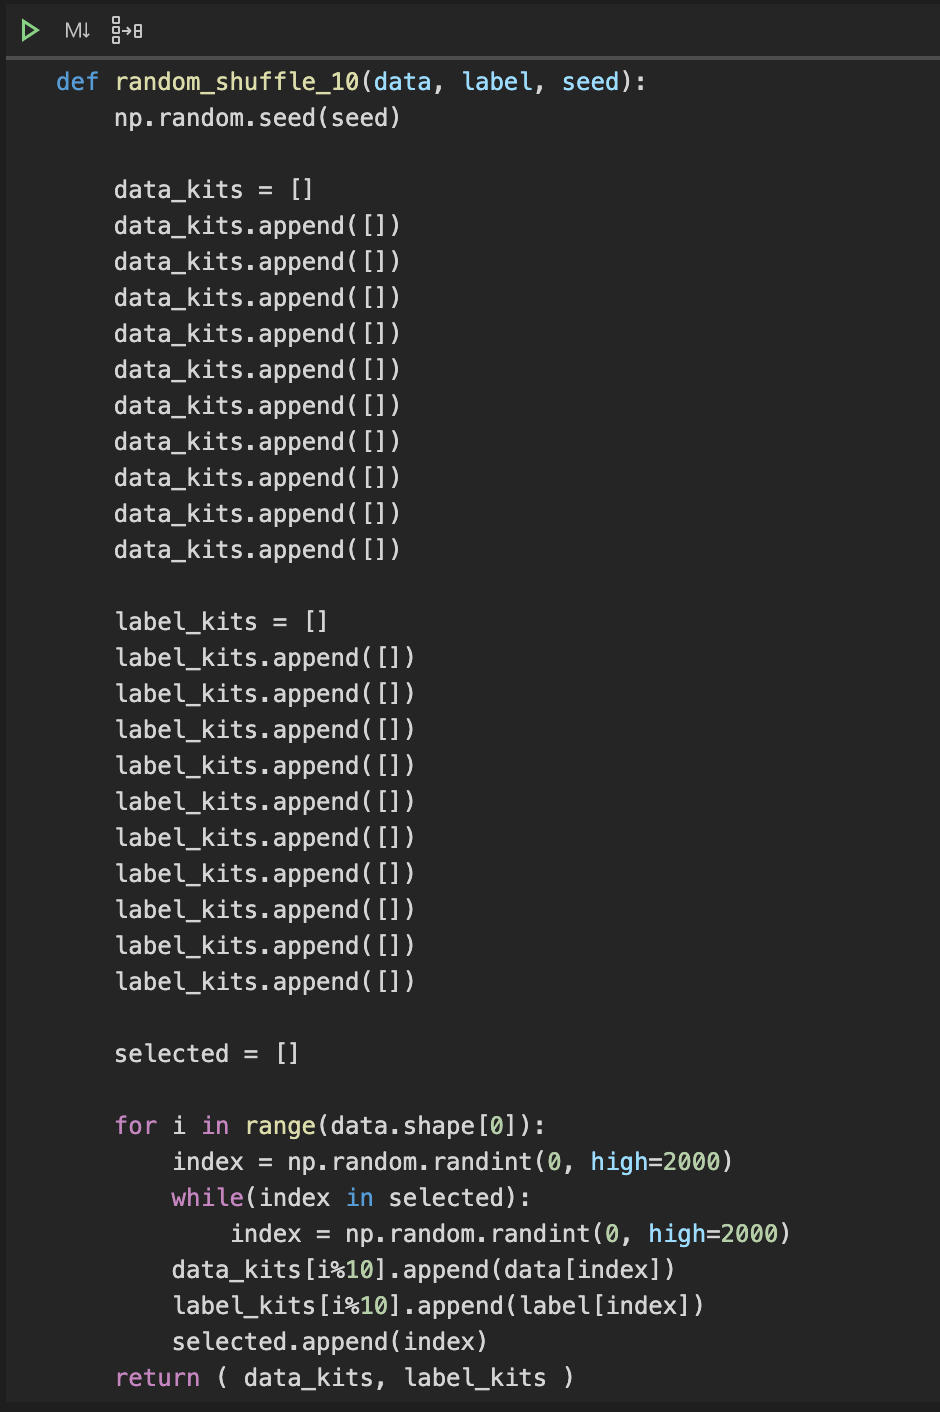 M↓
def random_shuffle_10(data, label, seed):
    np.random.seed(seed)

    data_kits = []
    data_kits.append([])
    data_kits.append([])
    data_kits.append([])
    data_kits.append([])
    data_kits.append([])
    data_kits.append([])
    data_kits.append([])
    data_kits.append([])
    data_kits.append([])
    data_kits.append([])

    label_kits = []
    label_kits.append([])
    label_kits.append([])
    label_kits.append([])
    label_kits.append([])
    label_kits.append([])
    label_kits.append([])
    label_kits.append([])
    label_kits.append([])
    label_kits.append([])
    label_kits.append([])

    selected = []

    for i in range(data.shape[0]):
        index = np.random.randint(0, high=2000)
        while(index in selected):
            index = np.random.randint(0, high=2000)
        data_kits[i%10].append(data[index])
        label_kits[i%10].append(label[index])
        selected.append(index)
    return ( data_kits, label_kits )